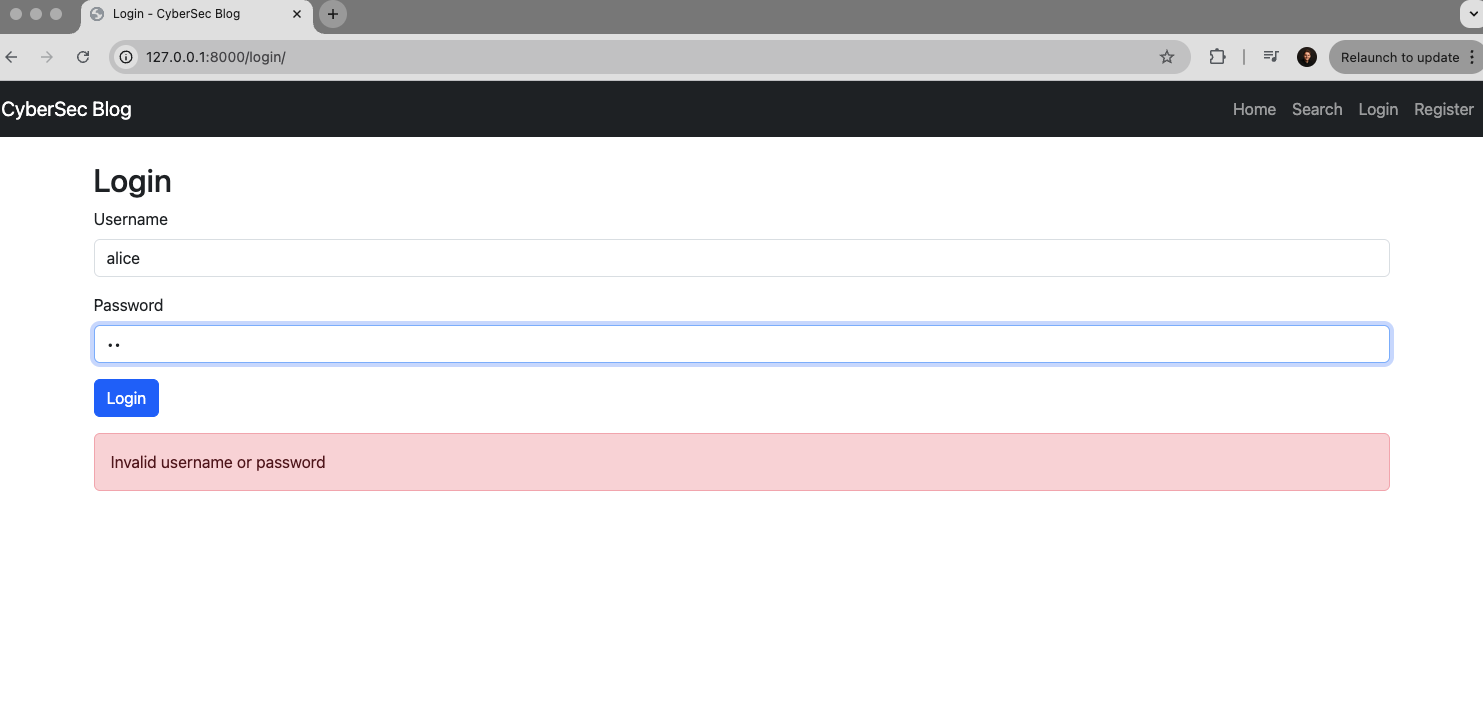 Login - CyberSec Blog
127.0.0.1:8000/login/
Relaunch to update
CyberSec Blog
Home Search Login Register
Login
Username
alice
Password
••
Login
Invalid username or password